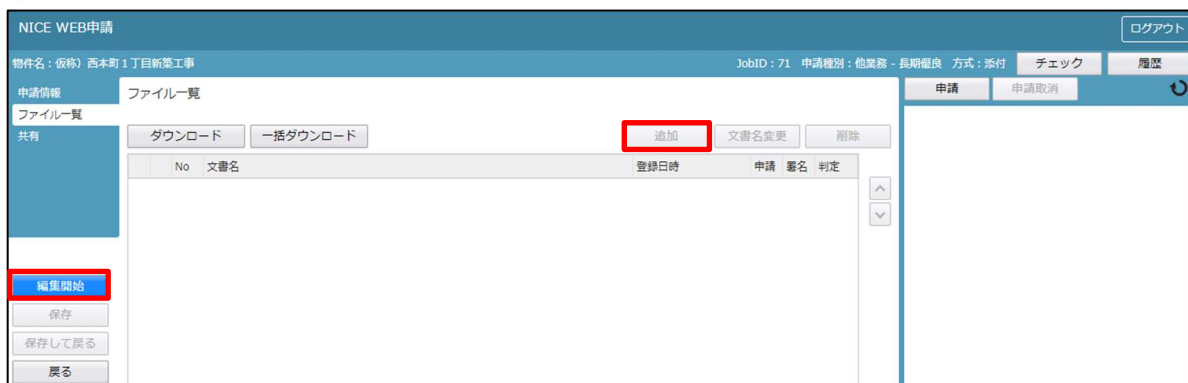 NICE WEB申請
ログアウト
物件名：仮称）西本町１丁目新築工事
JobID：71 申請種別：他業務 - 長期優良 方式：添付
チェック
履歴
申請情報
ファイル一覧
共有
ファイル一覧
申請
申請取消
ダウンロード
一括ダウンロード
追加
文書名変更
削除
No 文書名 登録日時 申請 署名 判定
編集開始
保存
保存して戻る
戻る